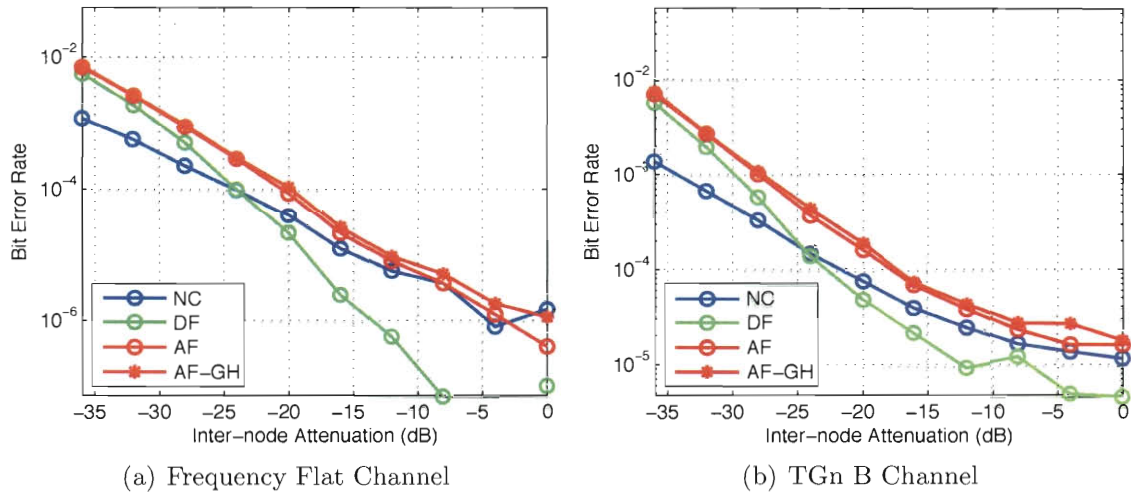 10⁻²
10⁻⁴
10⁻⁶
Bit Error Rate
NC
DF
AF
AF−GH
−35 −30 −25 −20 −15 −10 −5 0
Inter−node Attenuation (dB)
(a) Frequency Flat Channel
10⁻²
10⁻³
10⁻⁴
10⁻⁵
Bit Error Rate
NC
DF
AF
AF−GH
−35 −30 −25 −20 −15 −10 −5 0
Inter−node Attenuation (dB)
(b) TGn B Channel